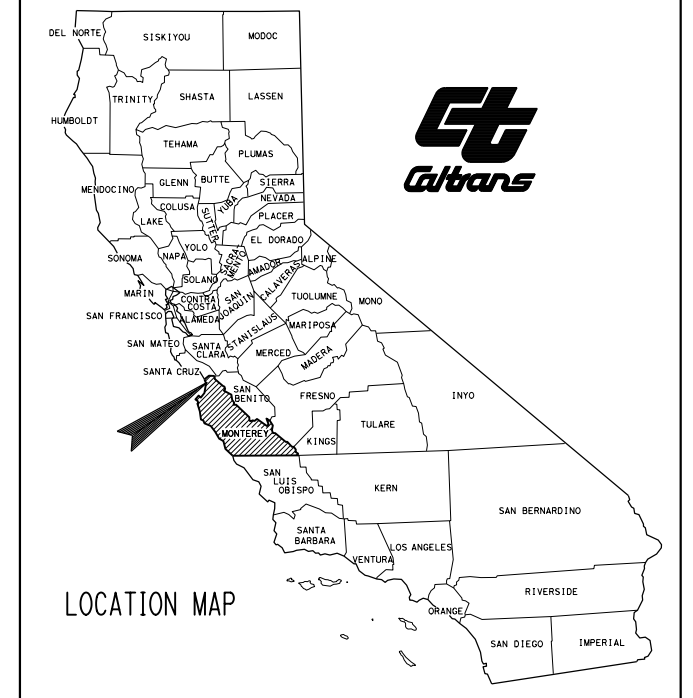 DEL NORTE
SISKIYOU
MODOC
TRINITY
SHASTA
LASSEN
HUMBOLDT
TEHAMA
PLUMAS
MENDOCINO
GLENN
BUTTE
SIERRA
NEVADA
COLUSA
SUTTER
YUBA
PLACER
LAKE
YOLO
EL DORADO
SONOMA
NAPA
SACRA-
MENTO
AMADOR
ALPINE
SOLANO
CALAVERAS
MARIN
CONTRA
COSTA
SAN
JOAQUIN
TUOLUMNE
MONO
SAN FRANCISCO
ALAMEDA
STANISLAUS
MARIPOSA
SAN MATEO
SANTA
CLARA
MERCED
MADERA
SANTA CRUZ
SAN
BENITO
FRESNO
INYO
MONTEREY
KINGS
TULARE
SAN
LUIS
OBISPO
KERN
SAN BERNARDINO
SANTA
BARBARA
VENTURA
LOS ANGELES
RIVERSIDE
ORANGE
SAN DIEGO
IMPERIAL
Ct
Caltrans
LOCATION MAP